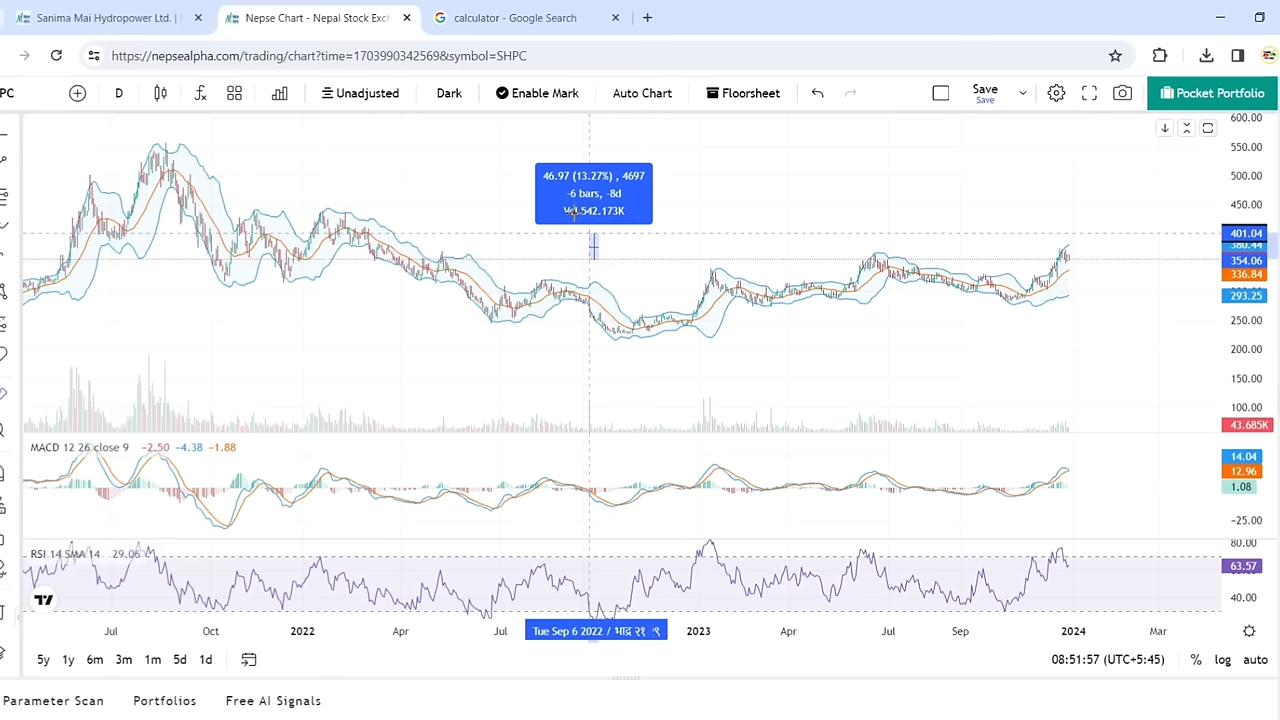 Sanima Mai Hydropower Ltd. |
Nepse Chart - Nepal Stock Exc
calculator - Google Search
https://nepsealpha.com/trading/chart?time=1703990342569&symbol=SHPC
PC
D
Unadjusted
Dark
Enable Mark
Auto Chart
Floorsheet
Save
Save
Pocket Portfolio
600.00
550.00
500.00
450.00
401.04
380.44
354.06
336.84
293.25
250.00
200.00
150.00
100.00
43.685K
46.97 (13.27%) , 4697
-6 bars, -8d
Vol 542.173K
MACD 12 26 close 9 −2.50 −4.38 −1.88
14.04
12.96
1.08
−25.00
RSI 14 SMA 14 29.06
80.00
63.57
40.00
Jul
Oct
2022
Apr
Jul
Tue Sep 6 2022 / भाद्र २१
2023
Apr
Jul
Sep
2024
Mar
5y 1y 6m 3m 1m 5d 1d
08:51:57 (UTC+5:45)
% log auto
Parameter Scan
Portfolios
Free AI Signals